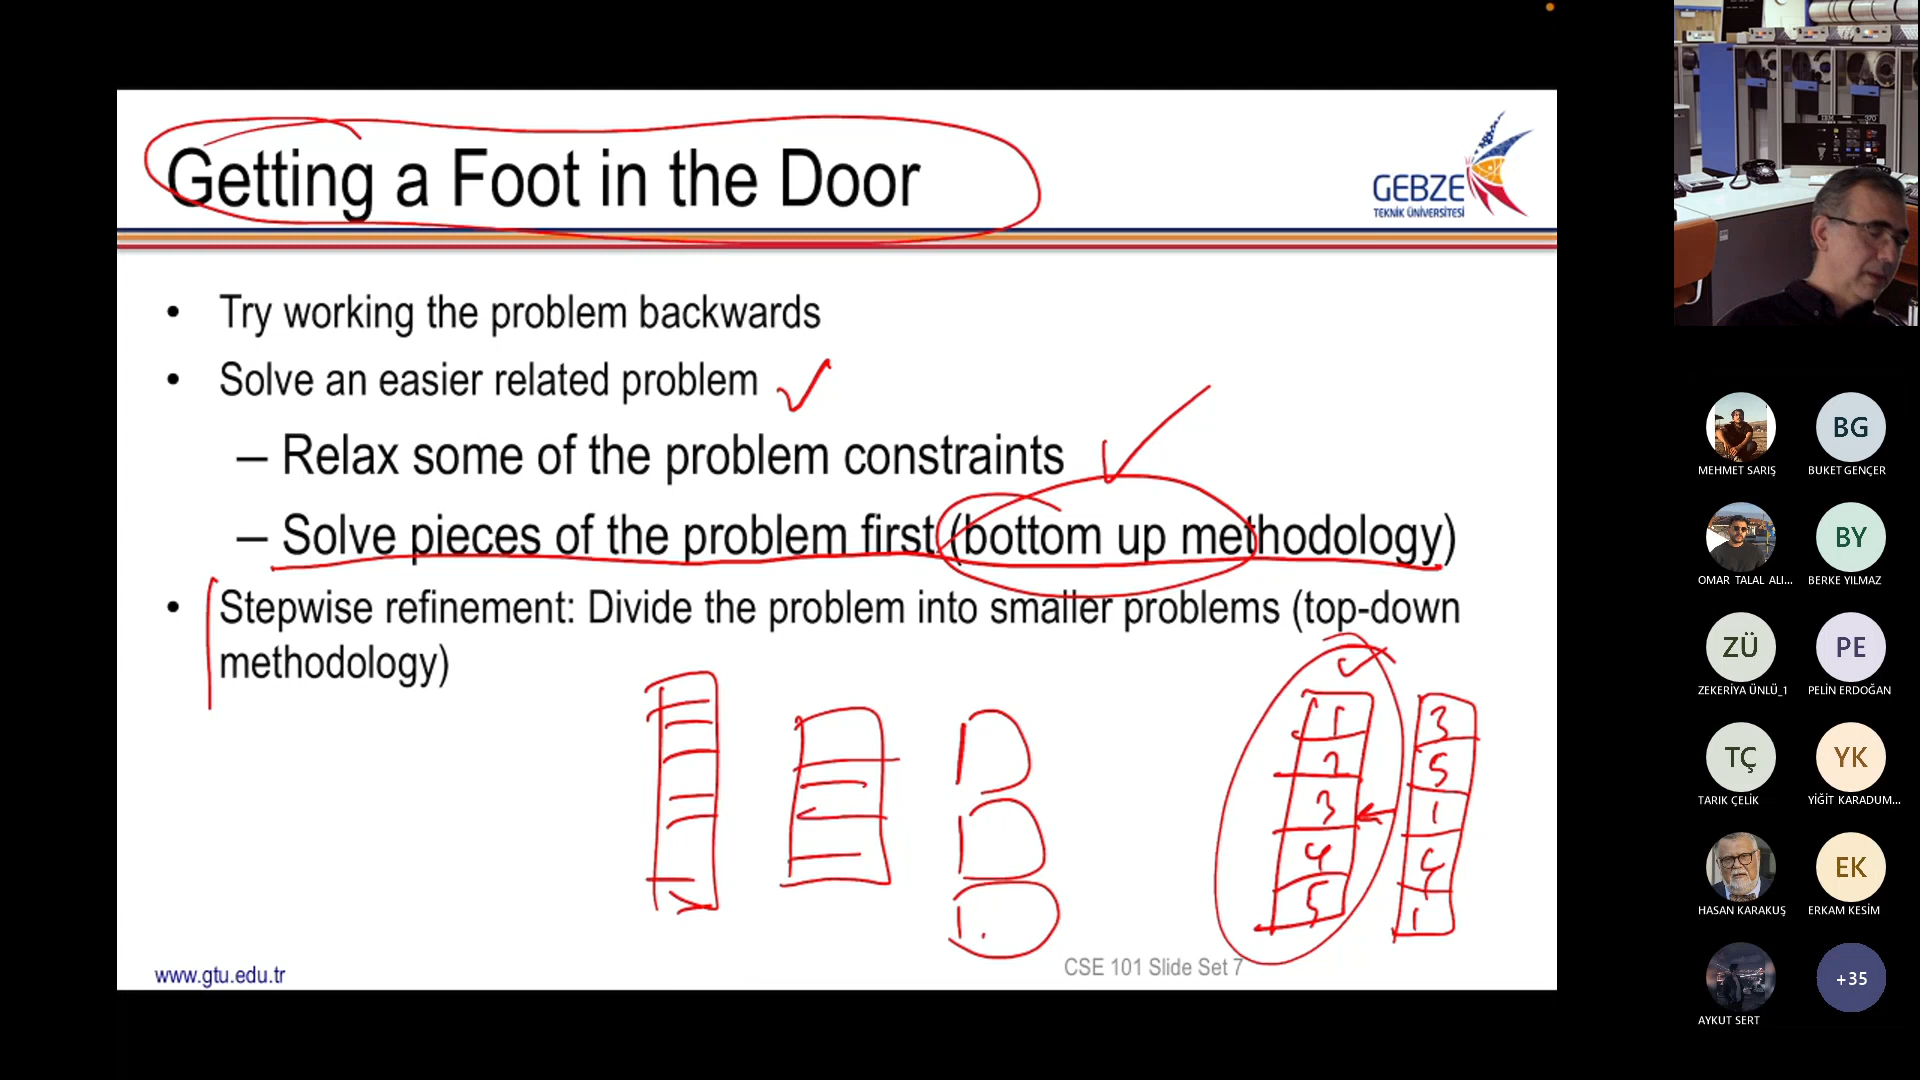 Getting a Foot in the Door
GEBZE
TEKNİK ÜNİVERSİTESİ
• Try working the problem backwards
• Solve an easier related problem
– Relax some of the problem constraints
– Solve pieces of the problem first (bottom up methodology)
• Stepwise refinement: Divide the problem into smaller problems (top-down
methodology)
1
2
3
4
5
3
5
1
4
1
www.gtu.edu.tr
CSE 101 Slide Set 7
MEHMET SARIŞ
BG
BUKET GENÇER
OMAR TALAL ALI...
BY
BERKE YILMAZ
ZÜ
ZEKERİYA ÜNLÜ_1
PE
PELİN ERDOĞAN
TÇ
TARIK ÇELİK
YK
YİĞİT KARADUM...
HASAN KARAKUŞ
EK
ERKAM KESİM
AYKUT SERT
+35